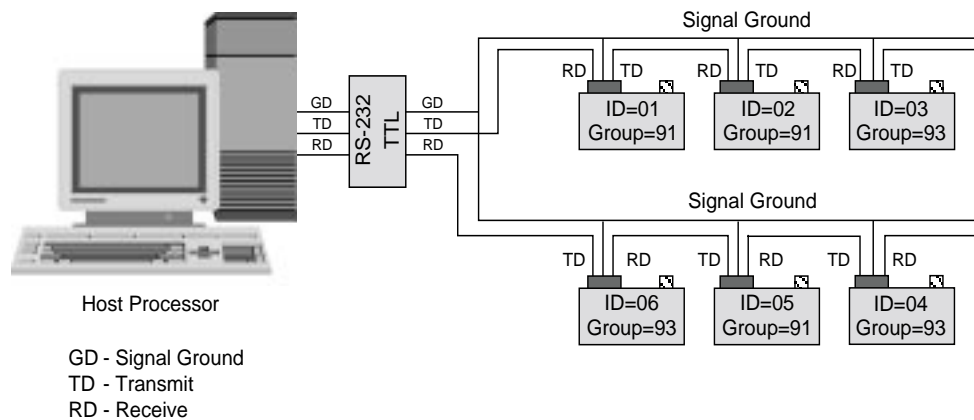 Signal Ground
RD TD RD TD RD TD
GD GD
TD TD
RD RD
RS-232
TTL
ID=01
Group=91
ID=02
Group=91
ID=03
Group=93
Signal Ground
TD RD TD RD TD RD
ID=06
Group=93
ID=05
Group=91
ID=04
Group=93
Host Processor
GD - Signal Ground
TD - Transmit
RD - Receive